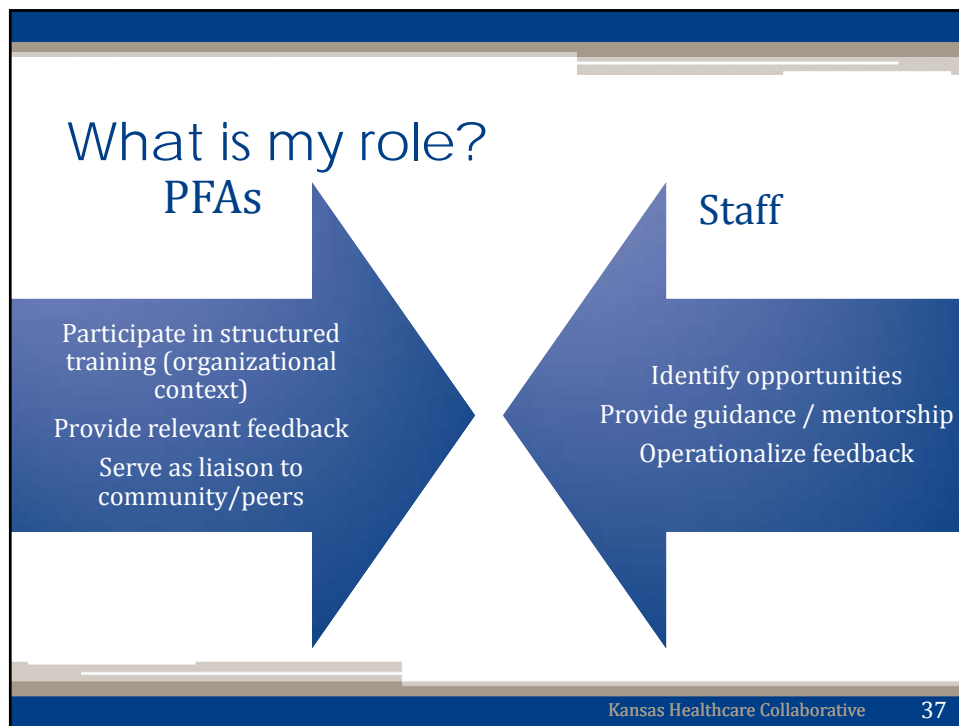 What is my role?
PFAs
Participate in structured
training (organizational
context)
Provide relevant feedback
Serve as liaison to
community/peers
Staff
Identify opportunities
Provide guidance / mentorship
Operationalize feedback
Kansas Healthcare Collaborative 37